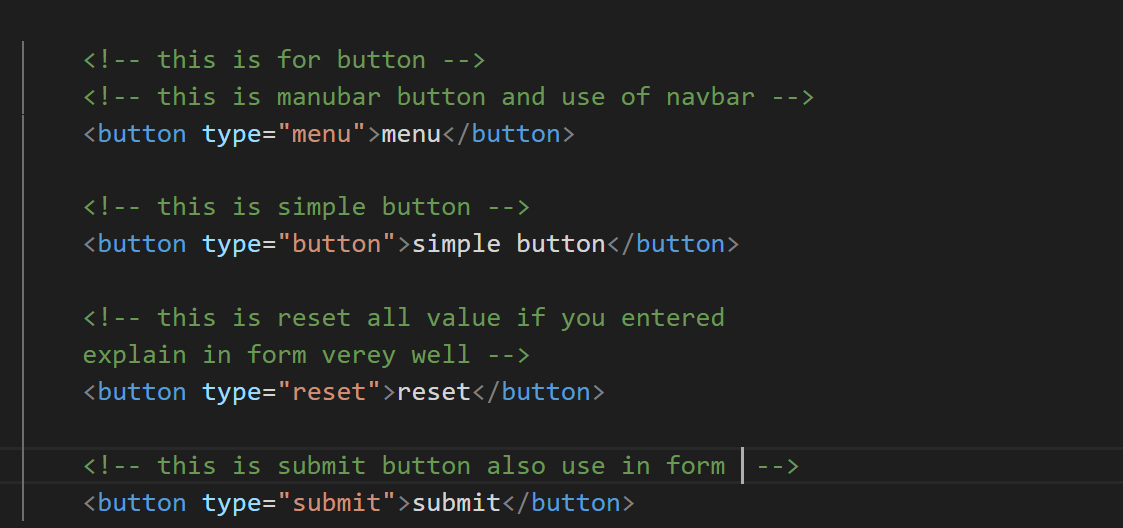 <!-- this is for button -->
<!-- this is manubar button and use of navbar -->
<button type="menu">menu</button>
<!-- this is simple button -->
<button type="button">simple button</button>
<!-- this is reset all value if you entered
explain in form verey well -->
<button type="reset">reset</button>
<!-- this is submit button also use in form  -->
<button type="submit">submit</button>